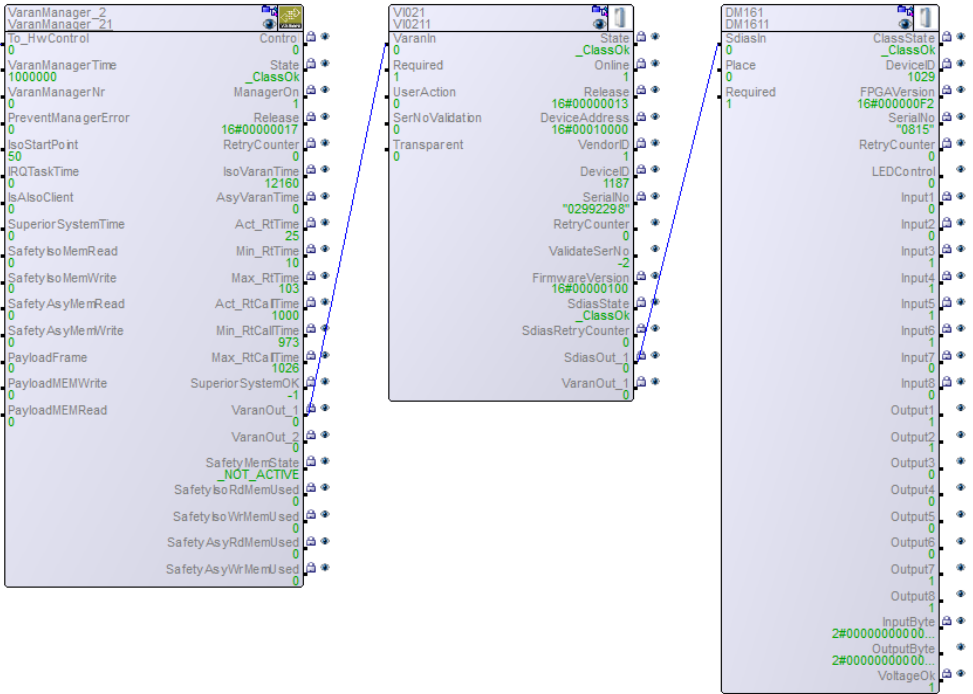 VaranManager_2
VaranManager_21
To_HwControl Control
0 0
VaranManagerTime State
1000000 _ClassOk
VaranManagerNr ManagerOn
0 1
PreventManagerError Release
0 16#00000017
IsoStartPoint RetryCounter
50 0
IRQTaskTime IsoVaranTime
0 12160
IsAlsoClient AsyVaranTime
0 0
SuperiorSystemTime Act_RtTime
0 25
SafetyIsoMemRead Min_RtTime
0 10
SafetyIsoMemWrite Max_RtTime
0 103
SafetyAsyMemRead Act_RtCallTime
0 1000
SafetyAsyMemWrite Min_RtCallTime
0 973
PayloadFrame Max_RtCallTime
0 1026
PayloadMEMWrite SuperiorSystemOK
0 -1
PayloadMEMRead VaranOut_1
0 0
VaranOut_2
0
SafetyMemState
_NOT_ACTIVE
SafetyIsoRdMemUsed
0
SafetyIsoWrMemUsed
0
SafetyAsyRdMemUsed
0
SafetyAsyWrMemUsed
0
VI021
VI0211
VaranIn State
0 _ClassOk
Required Online
1 1
UserAction Release
0 16#00000013
SerNoValidation DeviceAddress
0 16#00010000
Transparent VendorID
0 1
DeviceID
1187
SerialNo
"02992298"
RetryCounter
0
ValidateSerNo
-2
FirmwareVersion
16#00000100
SdiasState
_ClassOk
SdiasRetryCounter
0
SdiasOut_1
0
VaranOut_1
0
DM161
DM1611
SdiasIn ClassState
0 _ClassOk
Place DeviceID
0 1029
Required FPGAVersion
1 16#000000F2
SerialNo
"0815"
RetryCounter
0
LEDControl
0
Input1
0
Input2
0
Input3
1
Input4
1
Input5
1
Input6
1
Input7
0
Input8
0
Output1
1
Output2
1
Output3
0
Output4
0
Output5
0
Output6
0
Output7
1
Output8
1
InputByte
2#00000000000...
OutputByte
2#00000000000...
VoltageOk
1